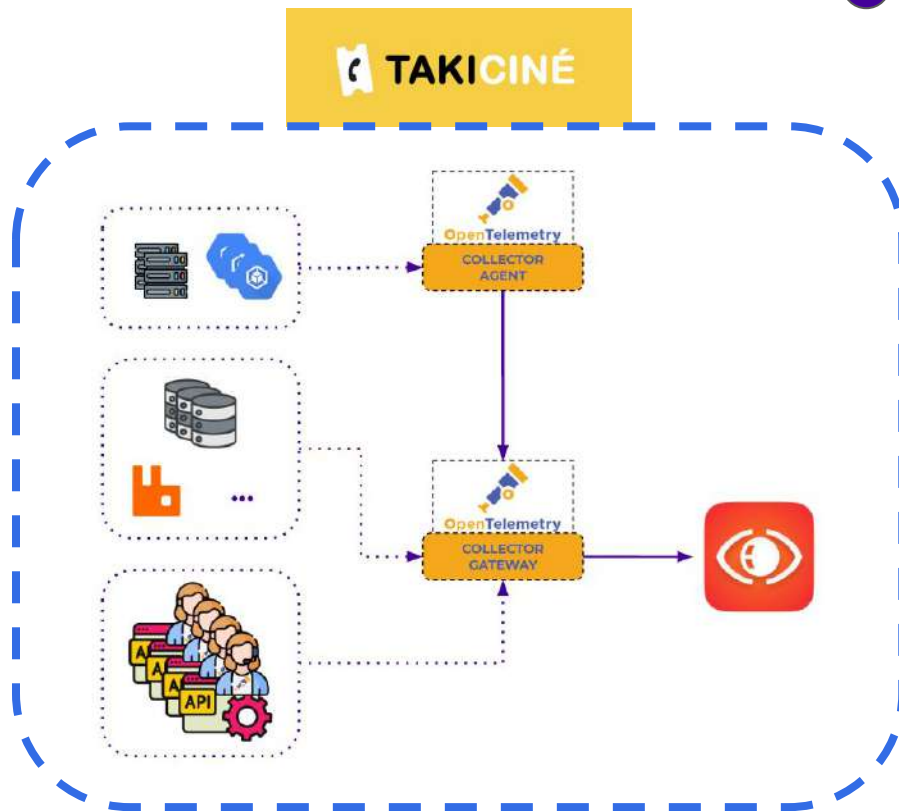 TAKICINÉ
OpenTelemetry
COLLECTOR
AGENT
...
OpenTelemetry
COLLECTOR
GATEWAY
API